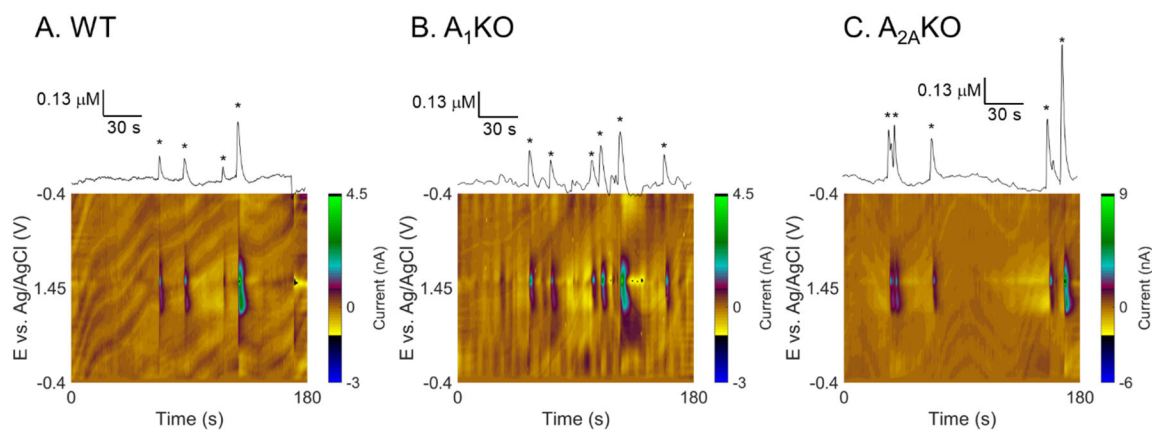 A. WT
0.13 μM
30 s
* * * *
-0.4
1.45
-0.4
E vs. Ag/AgCl (V)
0
180
Time (s)
4.5
0
-3
Current (nA)
B. A₁KO
0.13 μM
30 s
* * * * * *
-0.4
1.45
-0.4
E vs. Ag/AgCl (V)
0
180
Time (s)
4.5
0
-3
Current (nA)
C. A₂ₐKO
0.13 μM
30 s
** * * *
-0.4
1.45
-0.4
E vs. Ag/AgCl (V)
0
180
Time (s)
9
0
-6
Current (nA)